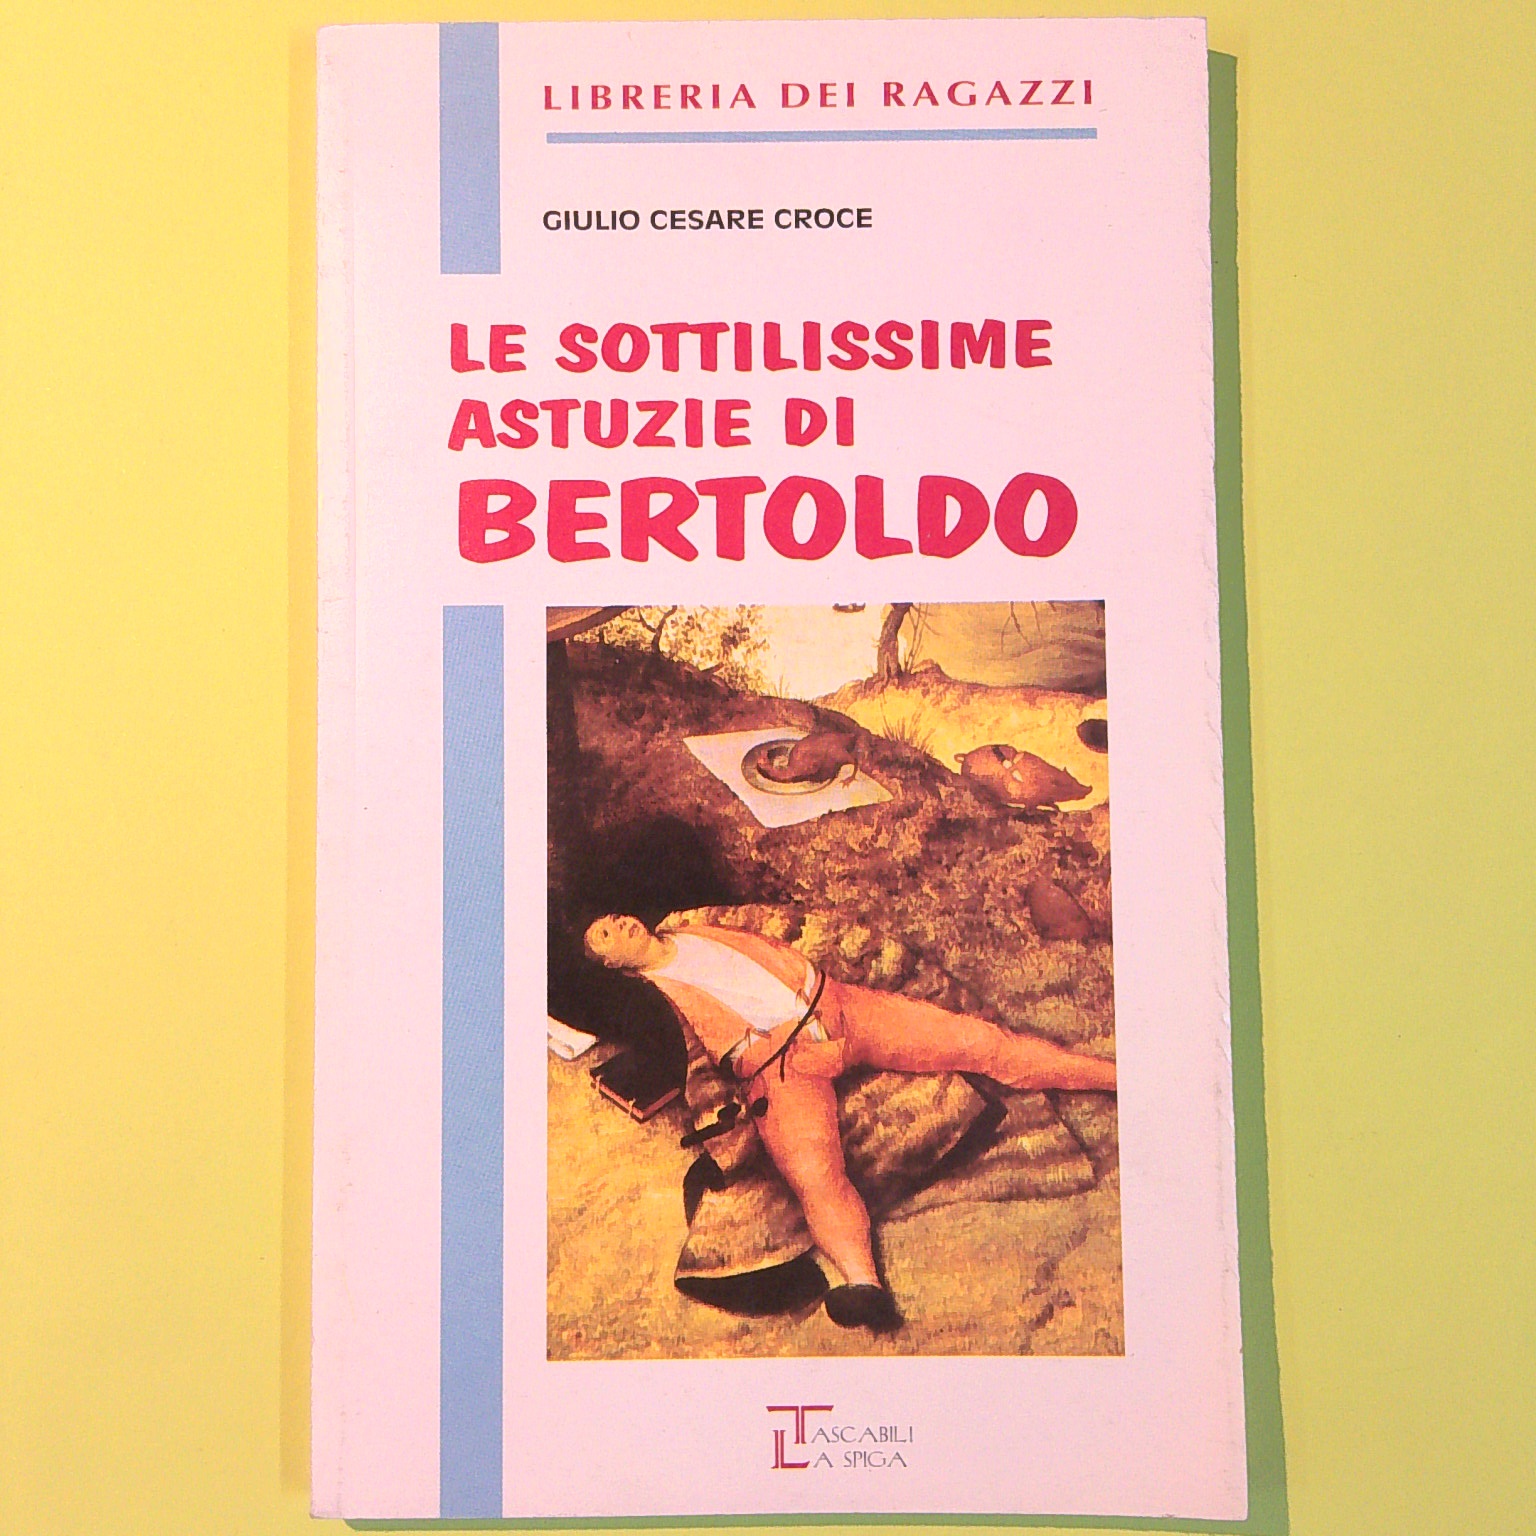 LIBRERIA DEI RAGAZZI
GIULIO CESARE CROCE
LE SOTTILISSIME
ASTUZIE DI
BERTOLDO
TASCABILI
LA SPIGA